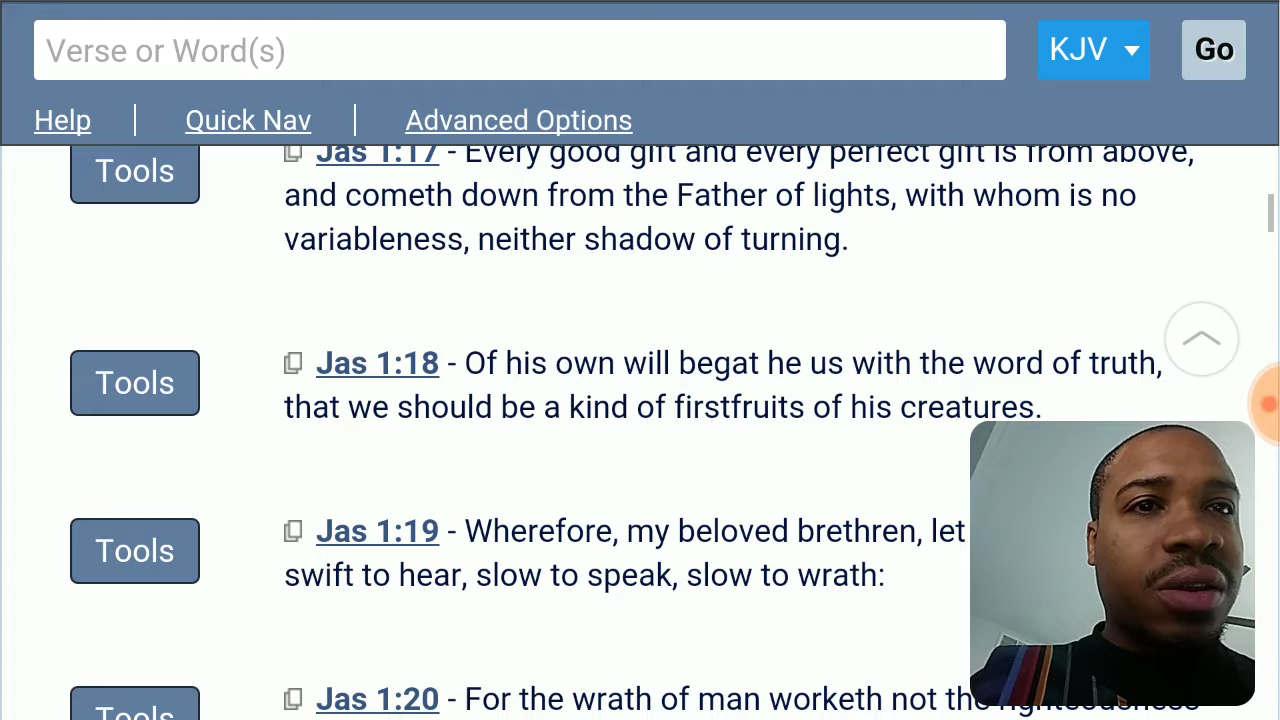 Verse or Word(s)
KJV
Go
Help
Quick Nav
Advanced Options
Tools
Jas 1:17 - Every good gift and every perfect gift is from above,
and cometh down from the Father of lights, with whom is no
variableness, neither shadow of turning.
Tools
Jas 1:18 - Of his own will begat he us with the word of truth,
that we should be a kind of firstfruits of his creatures.
Tools
Jas 1:19 - Wherefore, my beloved brethren, let
swift to hear, slow to speak, slow to wrath:
Tools
Jas 1:20 - For the wrath of man worketh not the